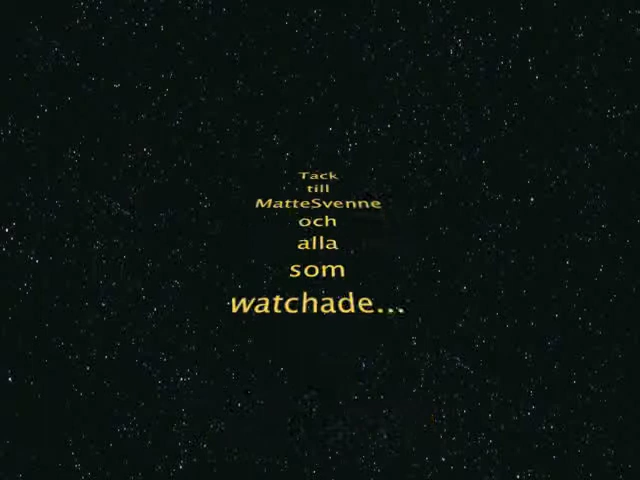 Tack
till
MatteSvenne
och
alla
som
watchade...